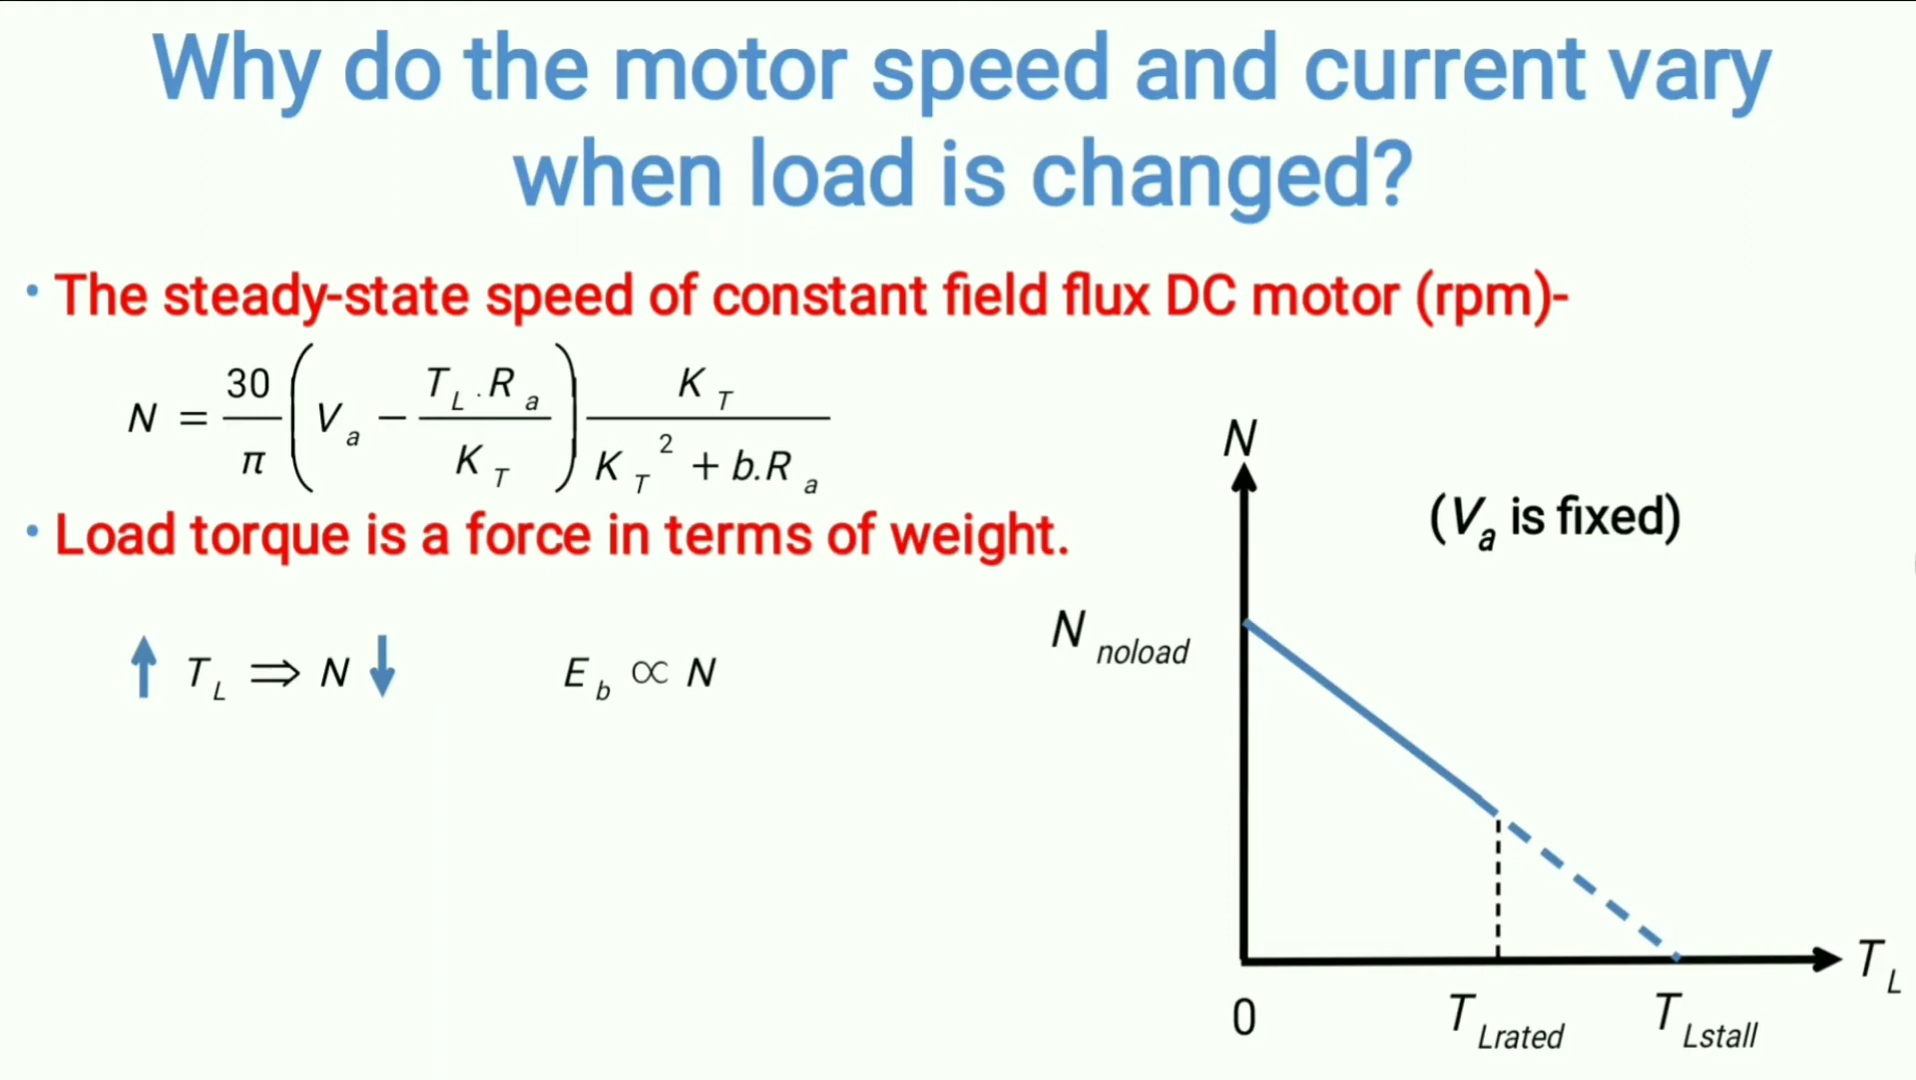 Why do the motor speed and current vary
when load is changed?
• The steady-state speed of constant field flux DC motor (rpm)-
N = 30/π (V_a − T_L . R_a / K_T) K_T / (K_T² + b.R_a)
• Load torque is a force in terms of weight.
↑ T_L ⇒ N ↓ E_b ∝ N
N
(V_a is fixed)
N_noload
T_L
0 T_Lrated T_Lstall